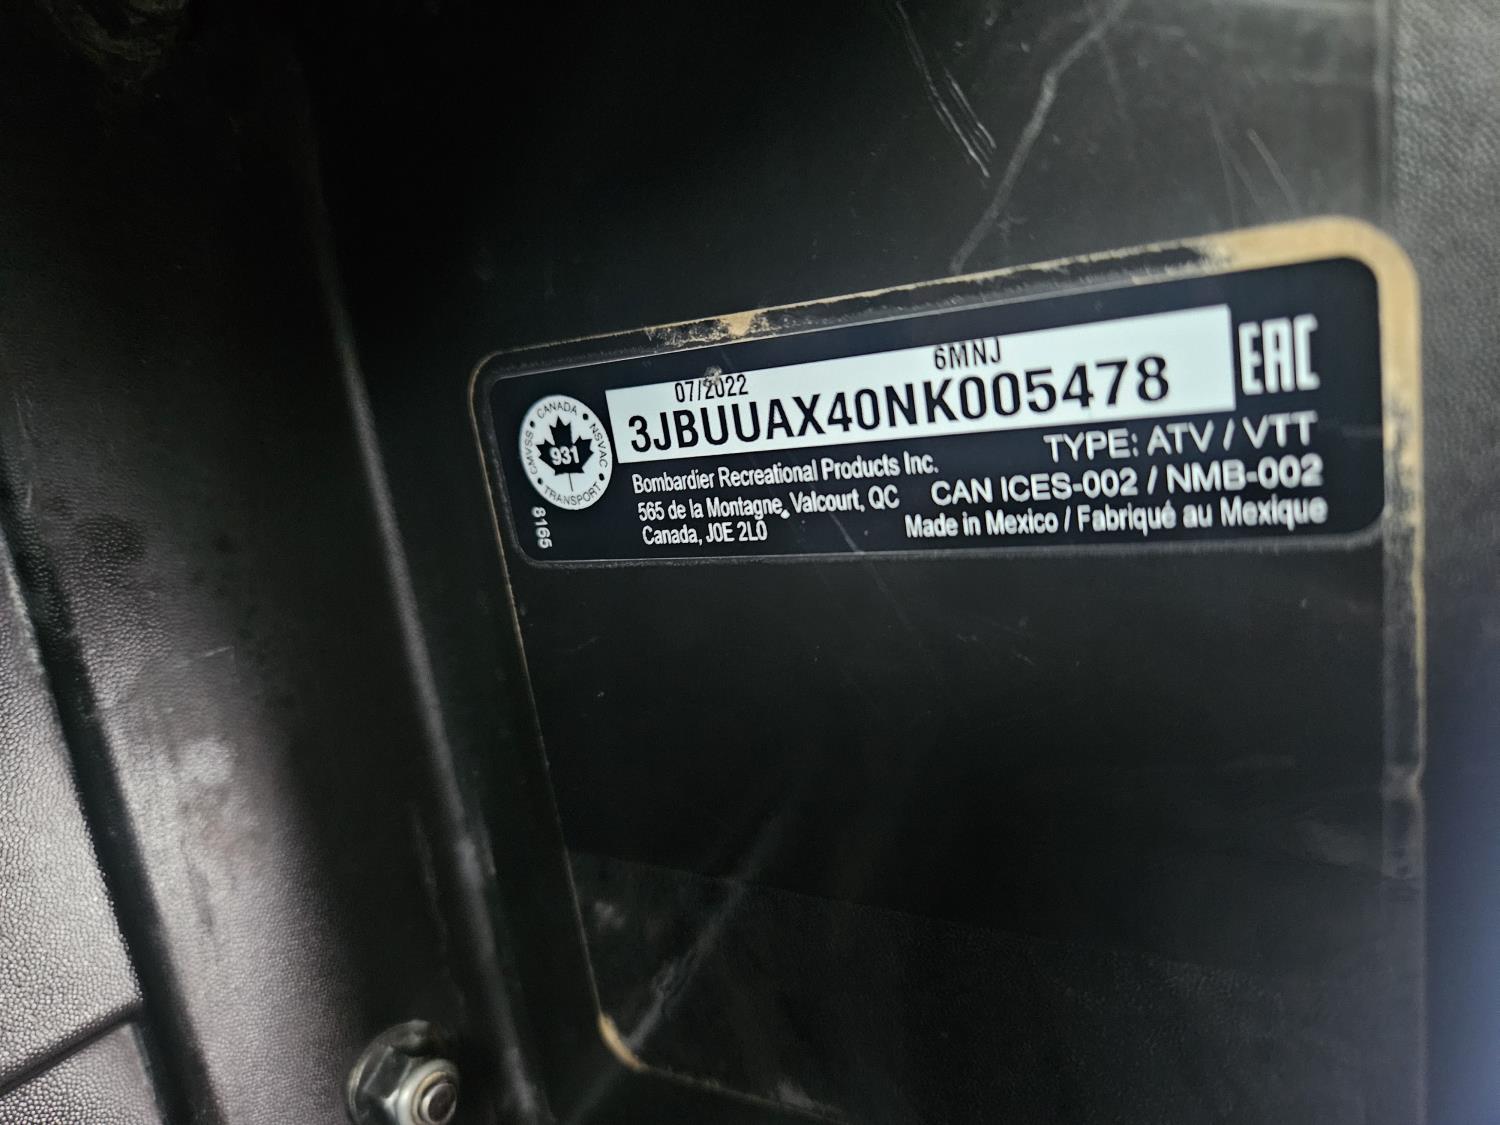 07/2022 6MNJ
3JBUUAX40NK005478
EAC
CANADA
NSVAC
931
CMVSS
TRANSPORT
8165
Bombardier Recreational Products Inc.
565 de la Montagne, Valcourt, QC
Canada, J0E 2L0
TYPE: ATV / VTT
CAN ICES-002 / NMB-002
Made in Mexico / Fabriqué au Mexique